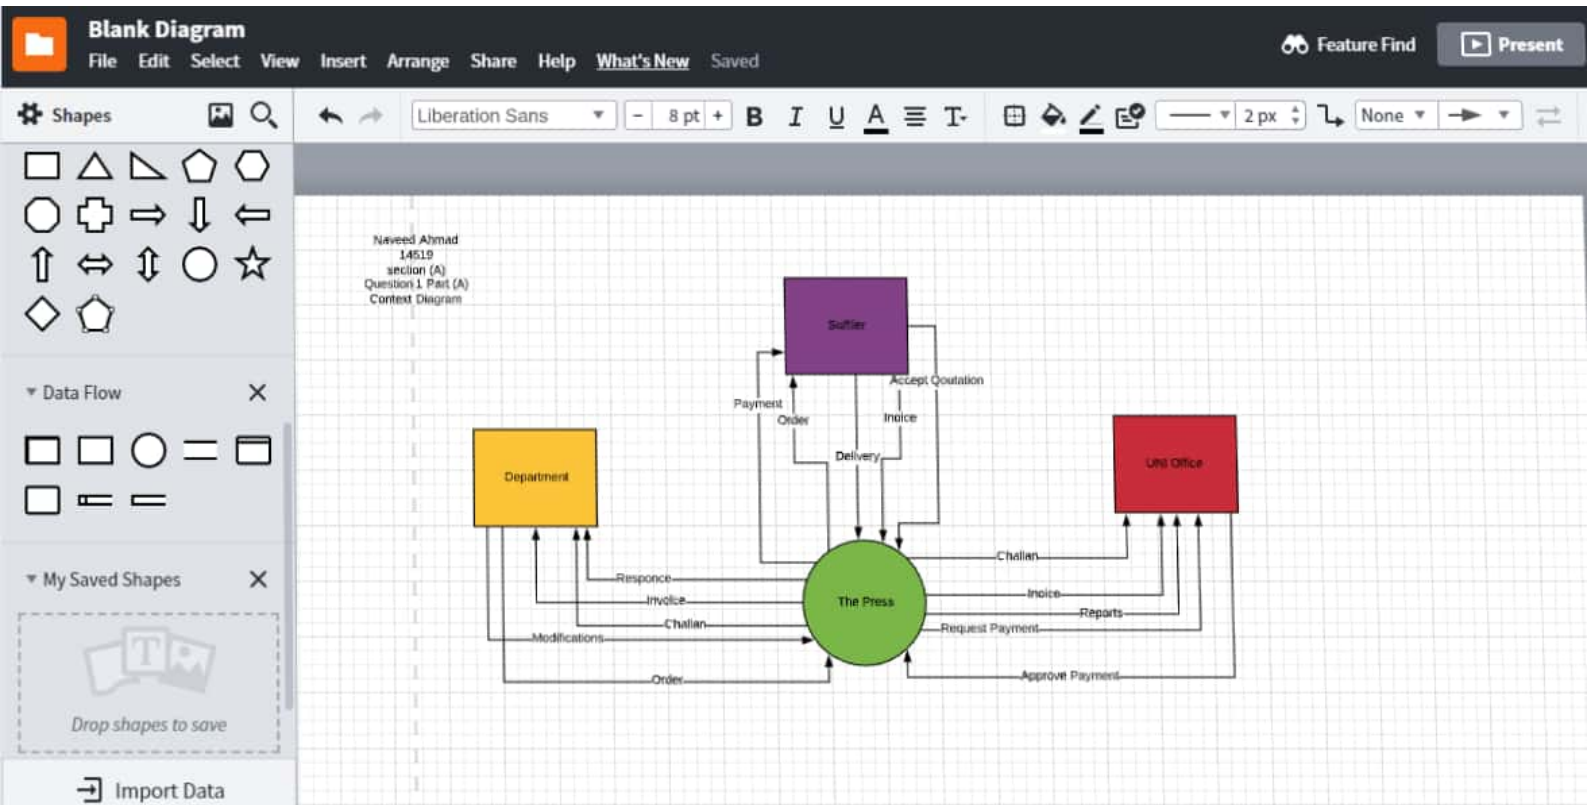 Blank Diagram
File Edit Select View Insert Arrange Share Help What's New Saved
Feature Find
Present
Shapes
Liberation Sans
- 8 pt +
B I U A T
2 px
None
Naveed Ahmad
14519
section (A)
Question 1 Part (A)
Context Diagram
Data Flow
My Saved Shapes
T
Drop shapes to save
Import Data
Accept Qoutation
Payment
Order
Inoice
Delivery
Department
UNI Office
Challan
Responce
Invoice
Challan
Modifications
Order
The Press
Inoice
Reports
Request Payment
Approve Payment